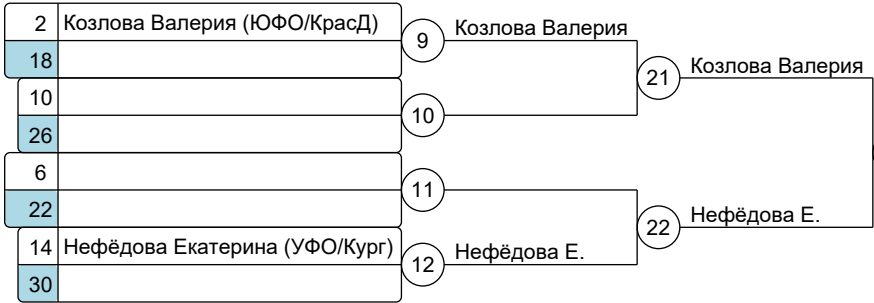 2 Козлова Валерия (ЮФО/КрасД)
9 Козлова Валерия
18
21 Козлова Валерия
10
10
26
6
11
22
22 Нефёдова Е.
14 Нефёдова Екатерина (УФО/Кург)
12 Нефёдова Е.
30